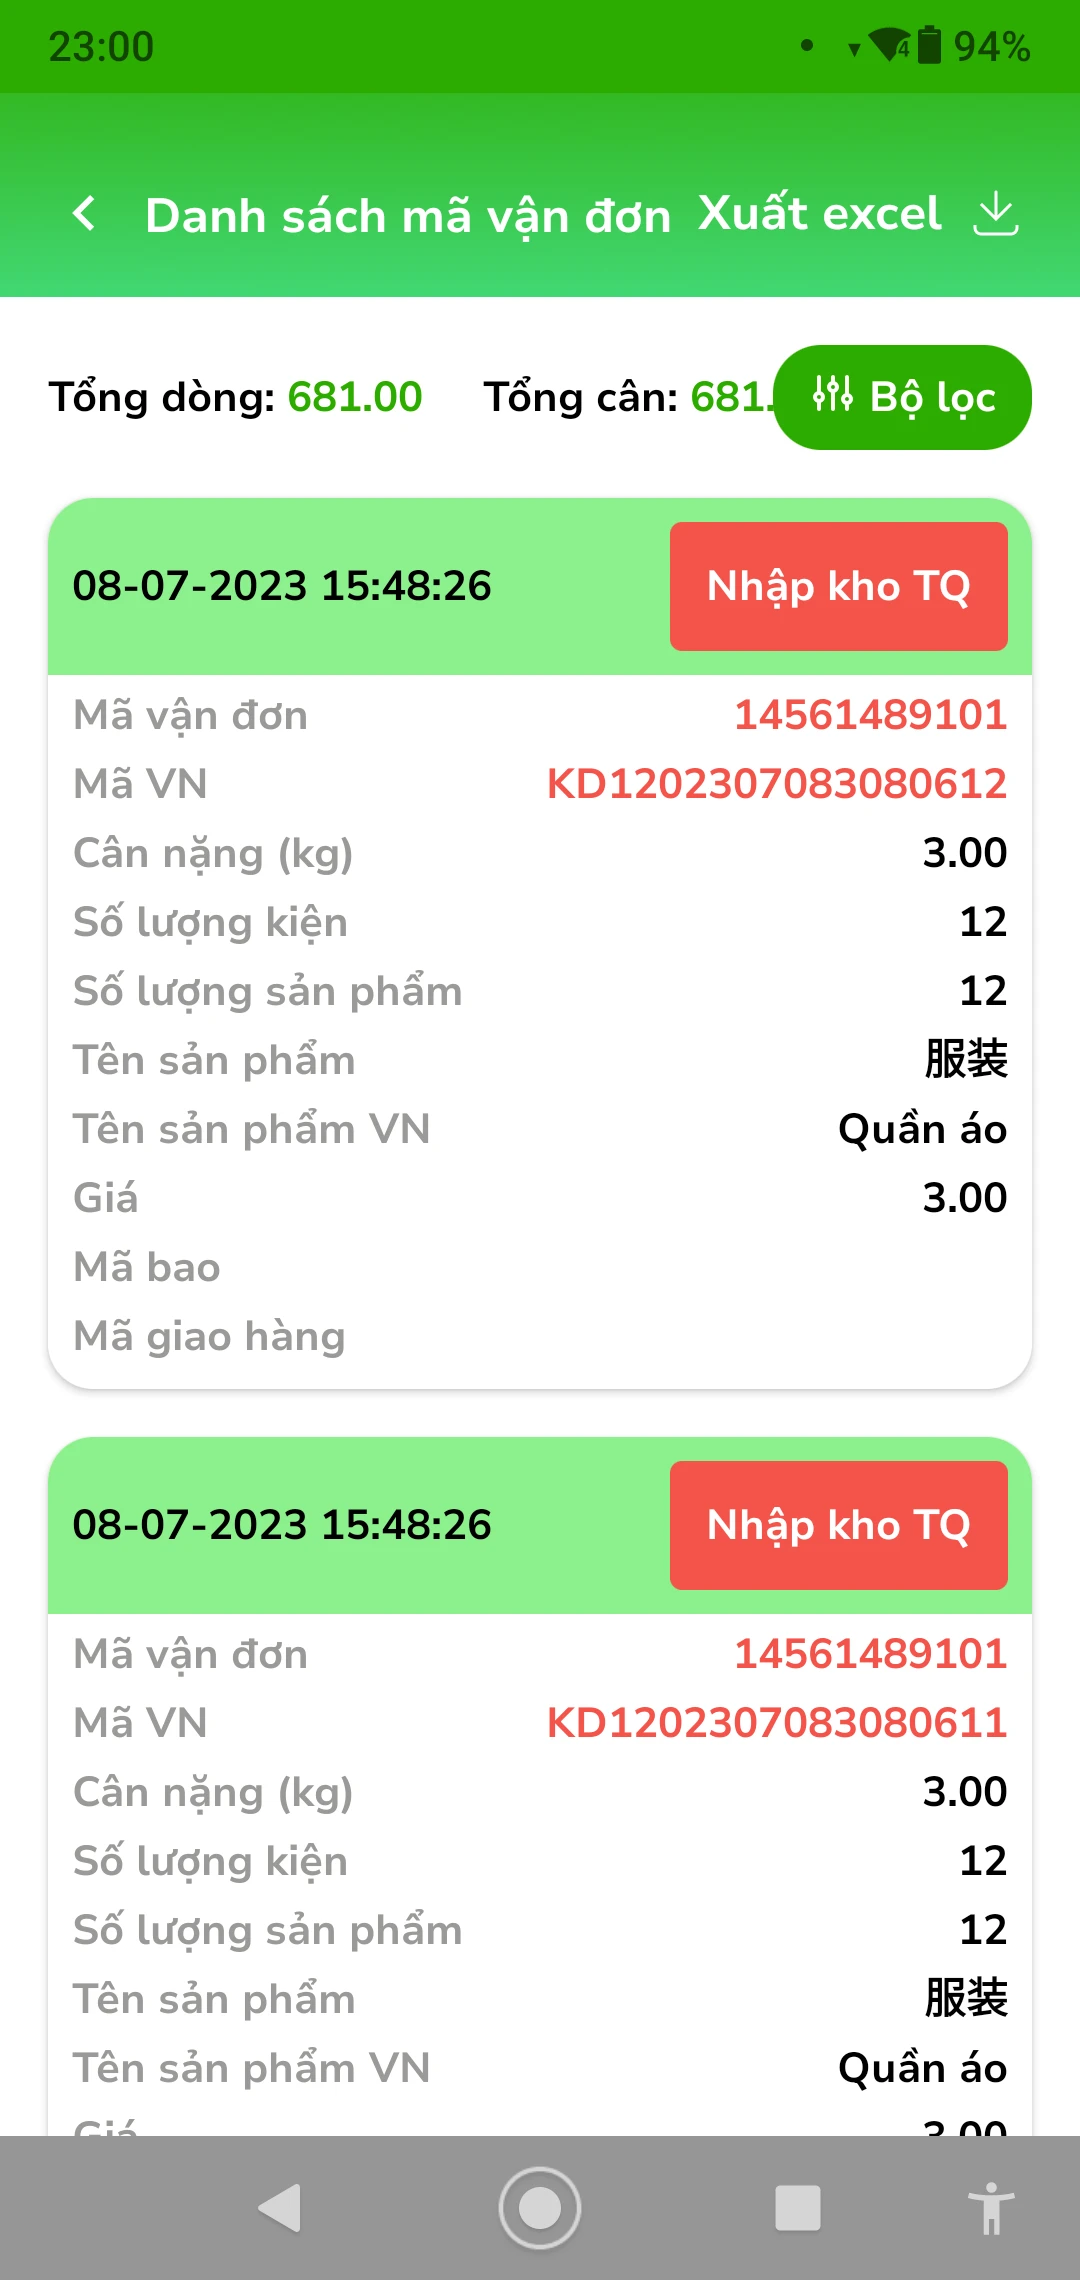 23:00
4 94%
Danh sách mã vận đơn Xuất excel
Tổng dòng: 681.00 Tổng cân: 681. Bộ lọc
08-07-2023 15:48:26 Nhập kho TQ
Mã vận đơn 14561489101
Mã VN KD1202307083080612
Cân nặng (kg) 3.00
Số lượng kiện 12
Số lượng sản phẩm 12
Tên sản phẩm 服装
Tên sản phẩm VN Quần áo
Giá 3.00
Mã bao
Mã giao hàng
08-07-2023 15:48:26 Nhập kho TQ
Mã vận đơn 14561489101
Mã VN KD1202307083080611
Cân nặng (kg) 3.00
Số lượng kiện 12
Số lượng sản phẩm 12
Tên sản phẩm 服装
Tên sản phẩm VN Quần áo
Giá 3.00